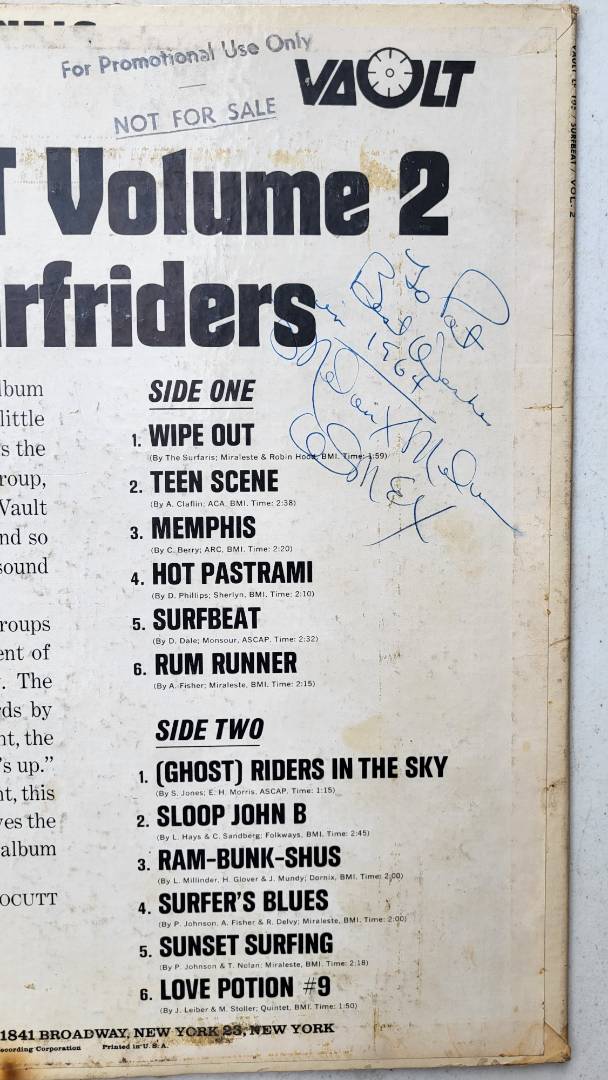 For Promotional Use Only
NOT FOR SALE
VAULT
VAULT LP 105 / SURFBEAT / VOL. 2
T Volume 2
rfriders
To Pat
Best
1964
lbum
little
s the
roup,
Vault
nd so
sound
roups
ent of
. The
ds by
nt, the
's up."
nt, this
ves the
album
OCUTT
SIDE ONE
1. WIPE OUT
(By The Surfaris; Miraleste & Robin Hood, BMI. Time: 1:59)
2. TEEN SCENE
(By A. Claflin; ACA, BMI. Time: 2:38)
3. MEMPHIS
(By C. Berry; ARC, BMI. Time: 2:20)
4. HOT PASTRAMI
(By D. Phillips; Sherlyn, BMI. Time: 2:10)
5. SURFBEAT
(By D. Dale; Monsour, ASCAP. Time: 2:32)
6. RUM RUNNER
(By A. Fisher; Miraleste, BMI. Time: 2:15)
SIDE TWO
1. (GHOST) RIDERS IN THE SKY
(By S. Jones; E. H. Morris, ASCAP. Time: 1:15)
2. SLOOP JOHN B
(By L. Hays & C. Sandberg; Folkways, BMI. Time: 2:45)
3. RAM-BUNK-SHUS
(By L. Millinder, H. Glover & J. Mundy; Dornix, BMI. Time: 2:00)
4. SURFER'S BLUES
(By P. Johnson, A. Fisher & R. Delvy; Miraleste, BMI. Time: 2:00)
5. SUNSET SURFING
(By P. Johnson & T. Nolan; Miraleste, BMI. Time: 2:18)
6. LOVE POTION #9
(By J. Leiber & M. Stoller; Quintet, BMI. Time: 1:50)
1841 BROADWAY, NEW YORK 23, NEW YORK
ecording Corporation Printed in U.S.A.